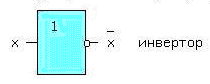 1
x x̅ инвертор